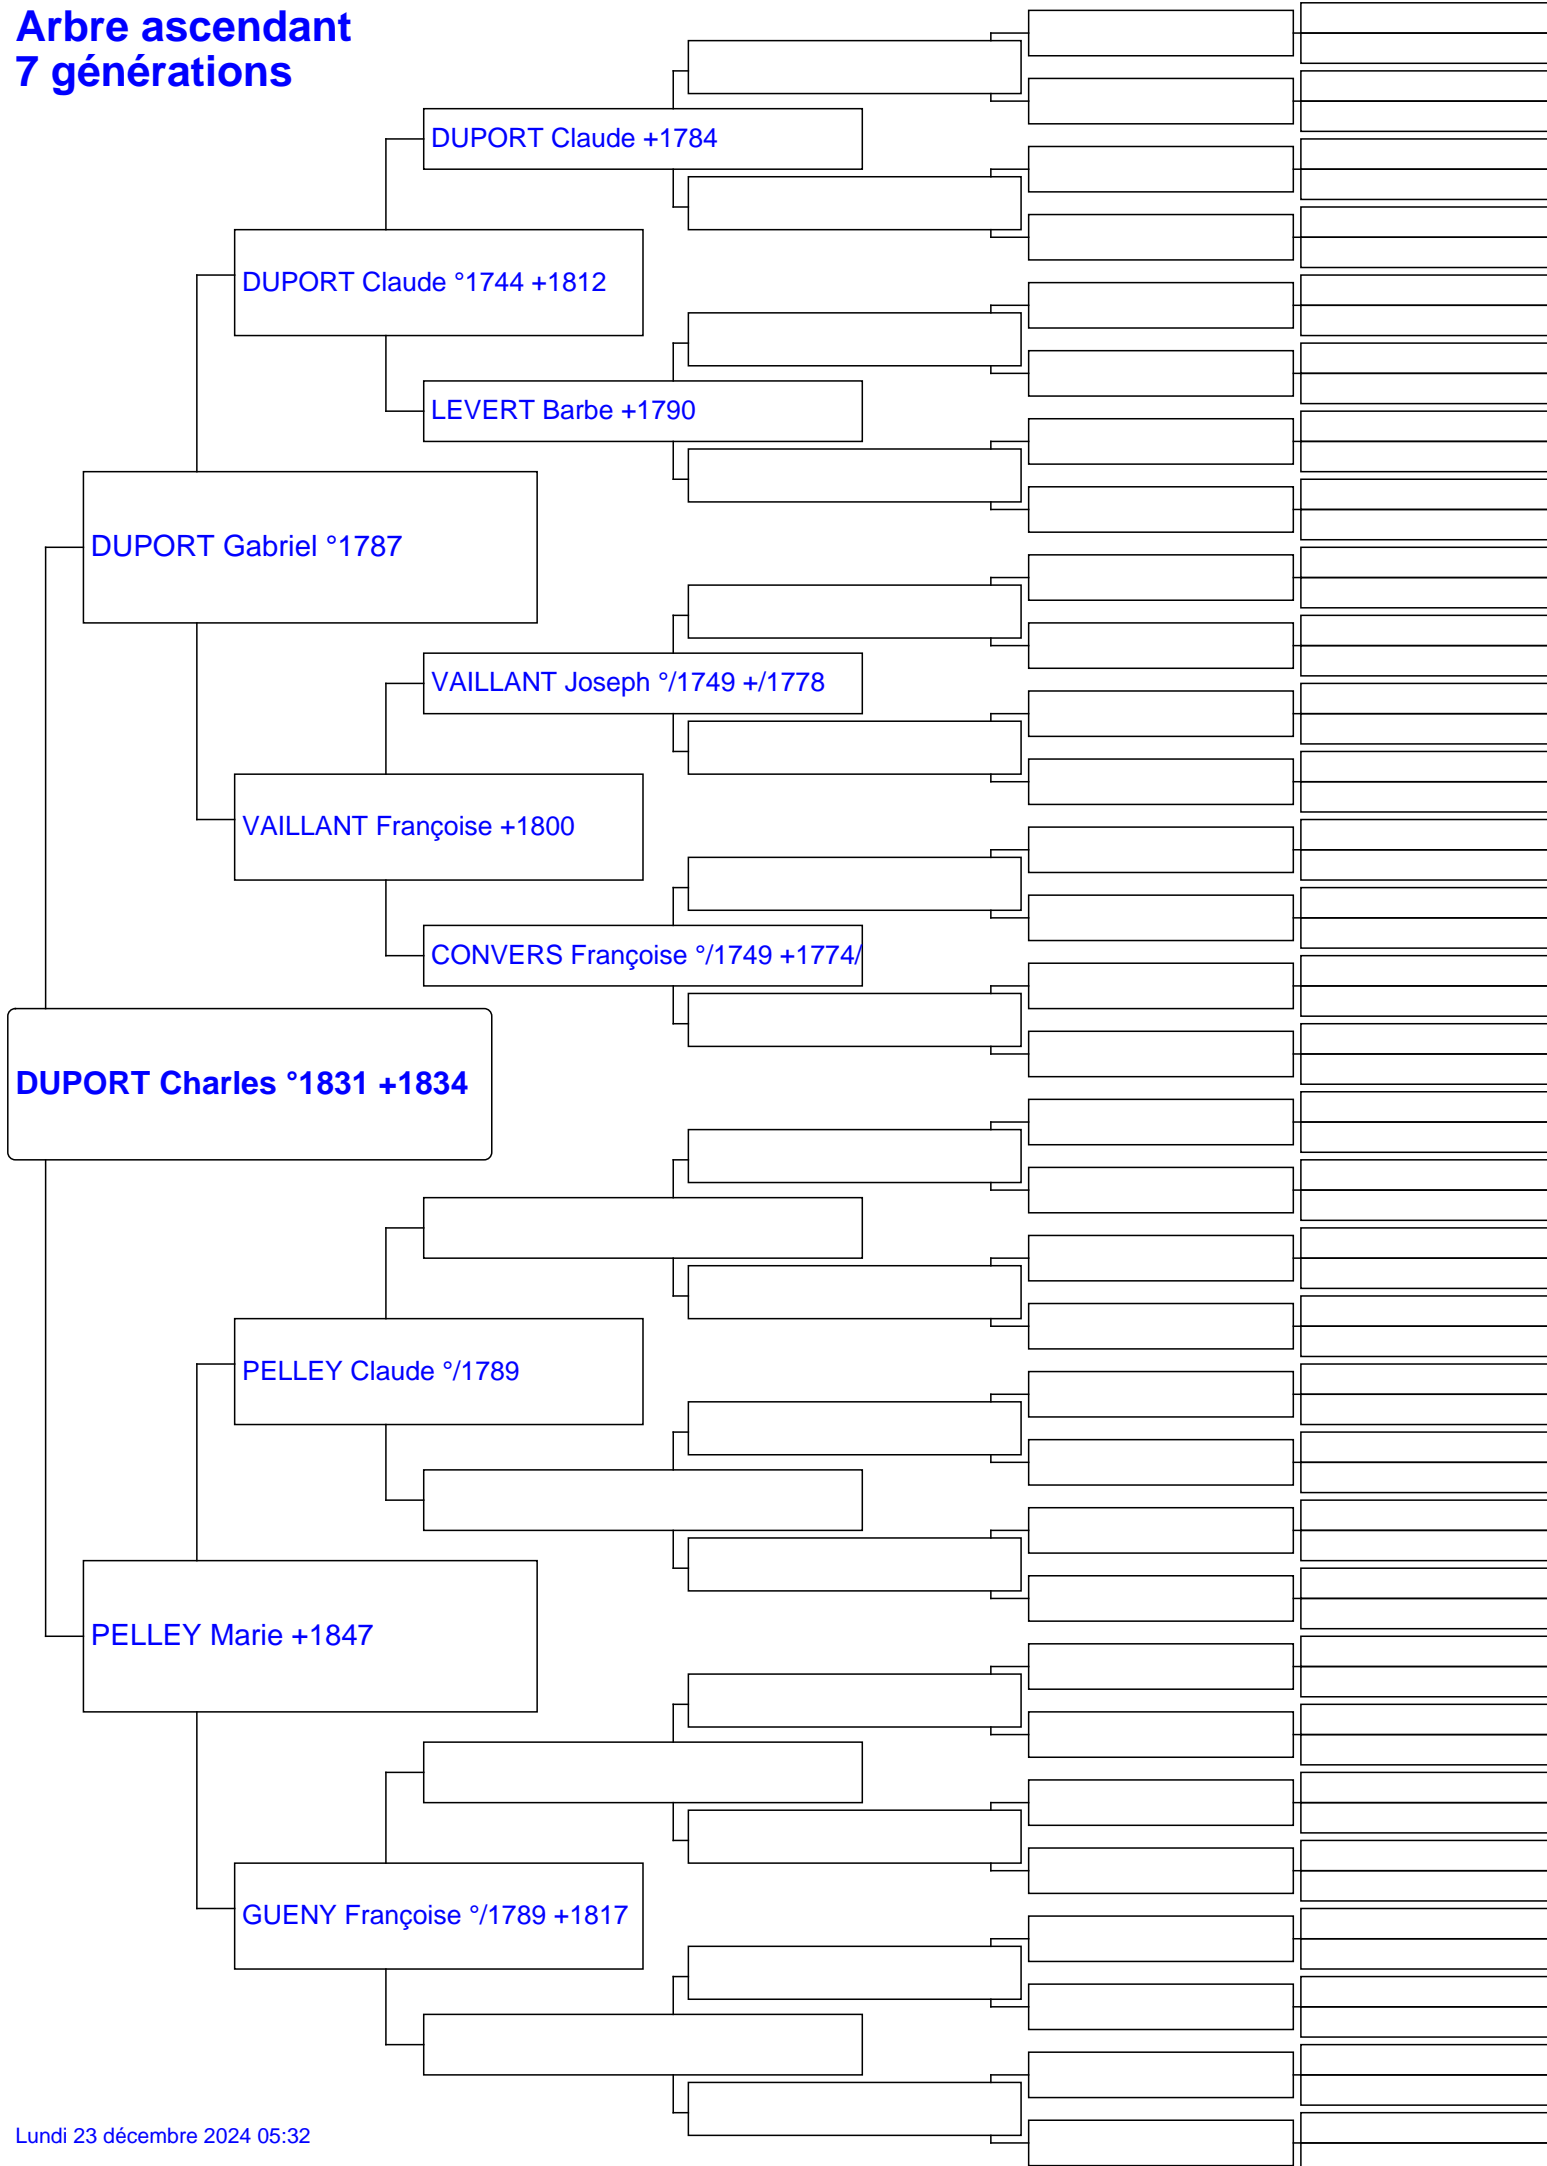 Arbre ascendant
7 générations
DUPORT Claude +1784
DUPORT Claude °1744 +1812
LEVERT Barbe +1790
DUPORT Gabriel °1787
VAILLANT Joseph °/1749 +/1778
VAILLANT Françoise +1800
CONVERS Françoise °/1749 +1774/
DUPORT Charles °1831 +1834
PELLEY Claude °/1789
PELLEY Marie +1847
GUENY Françoise °/1789 +1817
Lundi 23 décembre 2024 05:32